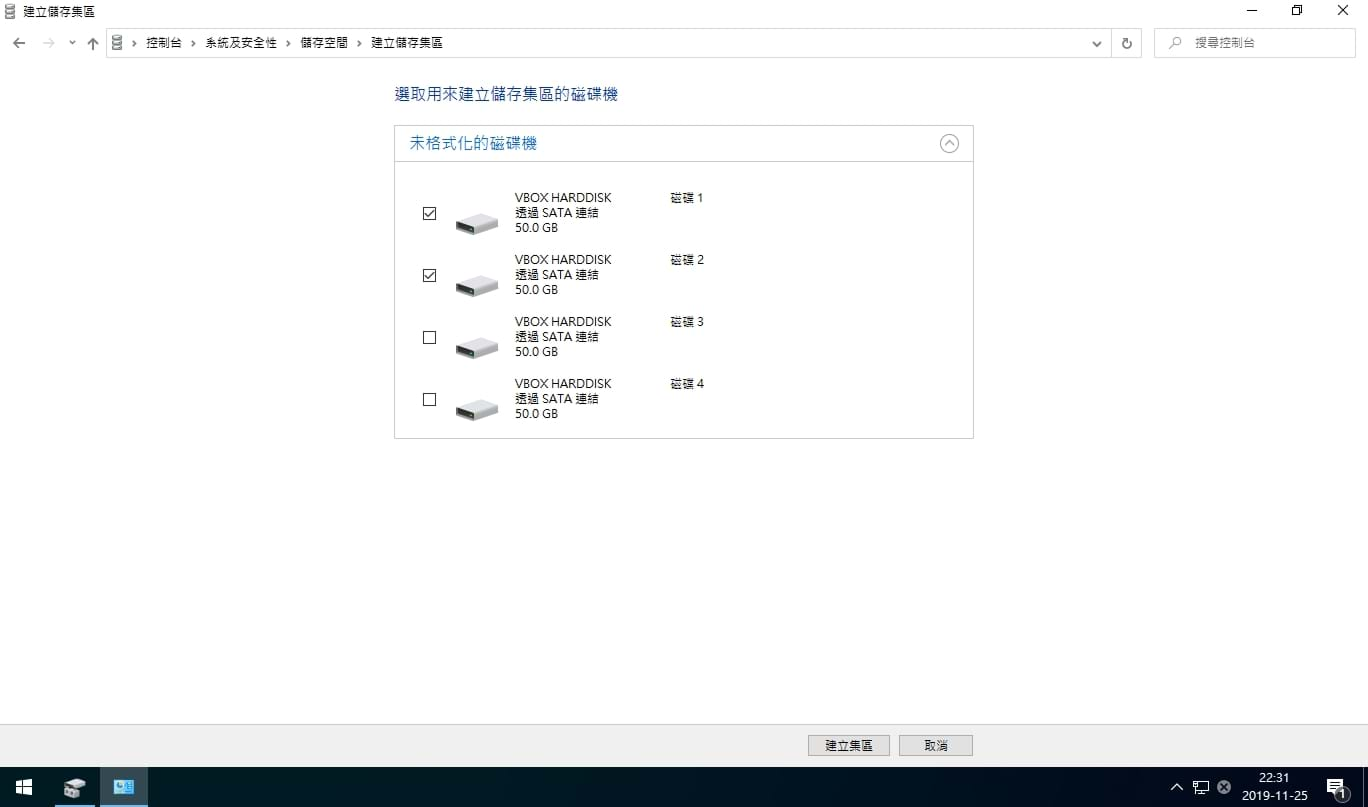 建立儲存集區
控制台 系統及安全性 儲存空間 建立儲存集區
搜尋控制台
選取用來建立儲存集區的磁碟機
未格式化的磁碟機
VBOX HARDDISK 磁碟 1
透過 SATA 連結
50.0 GB
VBOX HARDDISK 磁碟 2
透過 SATA 連結
50.0 GB
VBOX HARDDISK 磁碟 3
透過 SATA 連結
50.0 GB
VBOX HARDDISK 磁碟 4
透過 SATA 連結
50.0 GB
建立集區 取消
22:31
2019-11-25
1